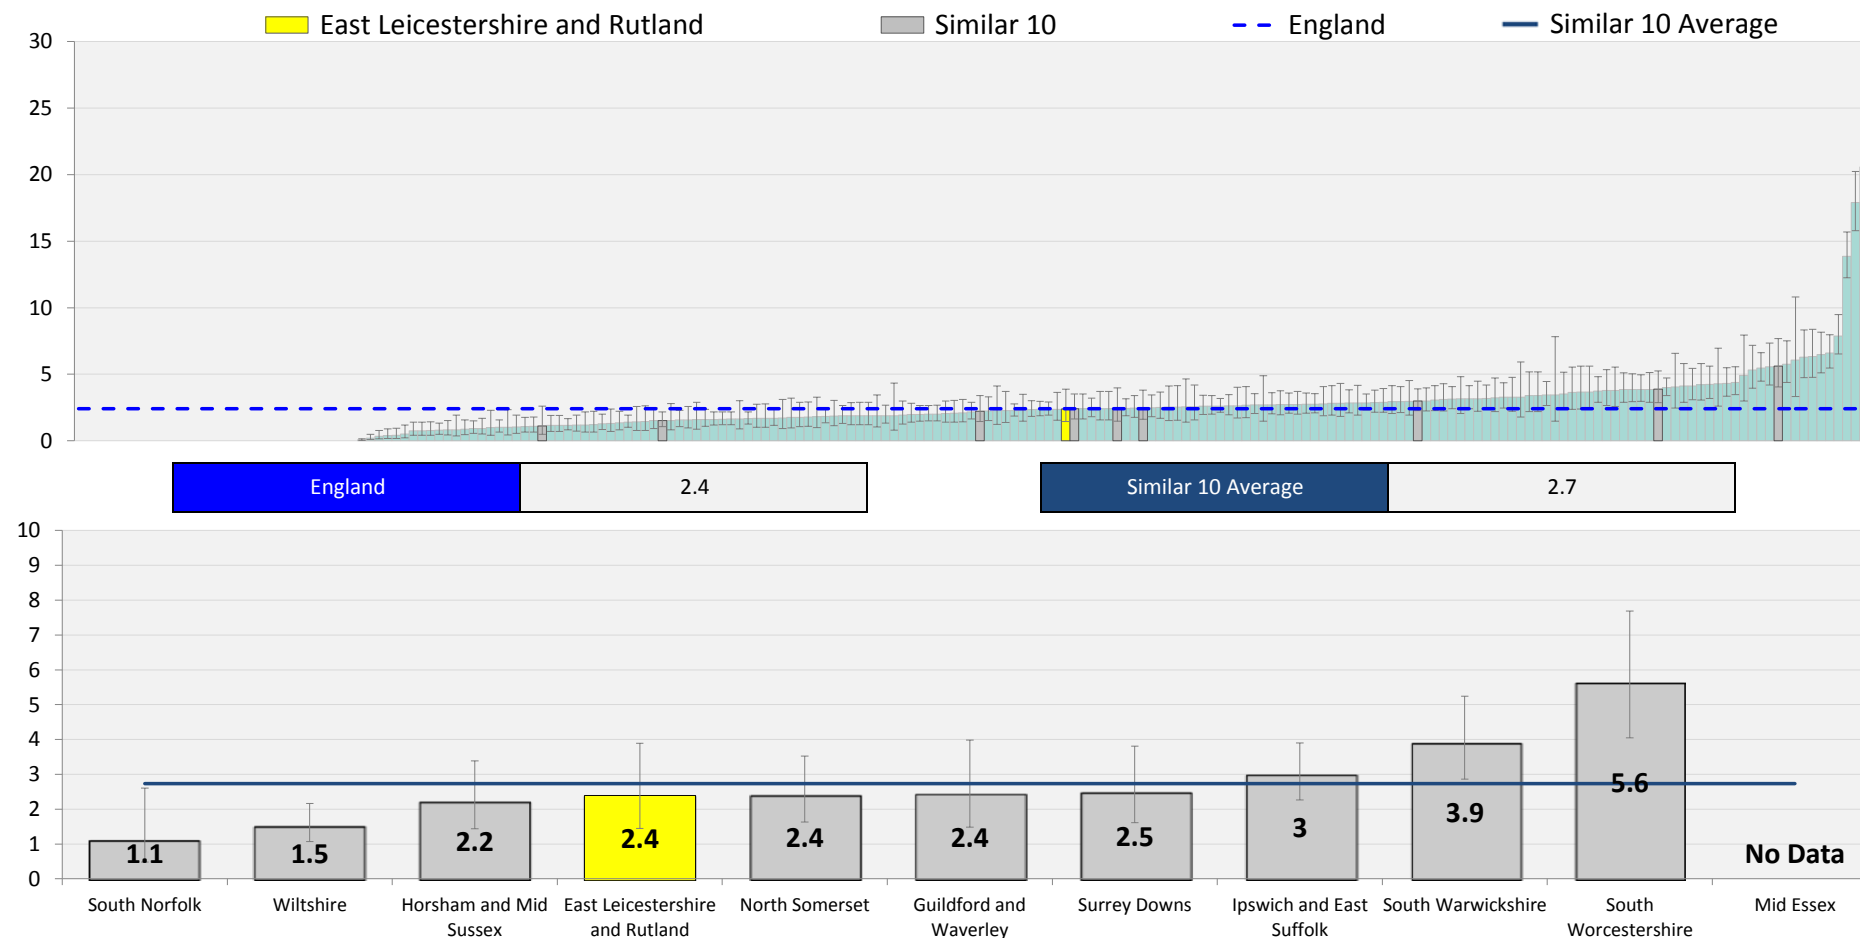 East Leicestershire and Rutland
Similar 10
England
Similar 10 Average
30
25
20
15
10
5
0
England
2.4
Similar 10 Average
2.7
10
9
8
7
6
5
4
3
2
1
0
1.1
1.5
2.2
2.4
2.4
2.4
2.5
3
3.9
5.6
No Data
South Norfolk
Wiltshire
Horsham and Mid
Sussex
East Leicestershire
and Rutland
North Somerset
Guildford and
Waverley
Surrey Downs
Ipswich and East
Suffolk
South Warwickshire
South
Worcestershire
Mid Essex